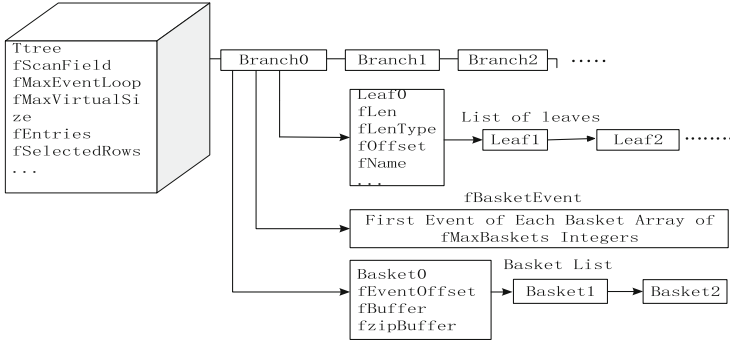 Ttree
fScanField
fMaxEventLoop
fMaxVirtualSi
ze
fEntries
fSelectedRows
...
Branch0
Branch1
Branch2
.....
Leaf0
fLen
fLenType
fOffset
fName
...
List of leaves
Leaf1
Leaf2
........
fBasketEvent
First Event of Each Basket Array of
fMaxBaskets Integers
Basket0
fEventOffset
fBuffer
fzipBuffer
Basket List
Basket1
Basket2